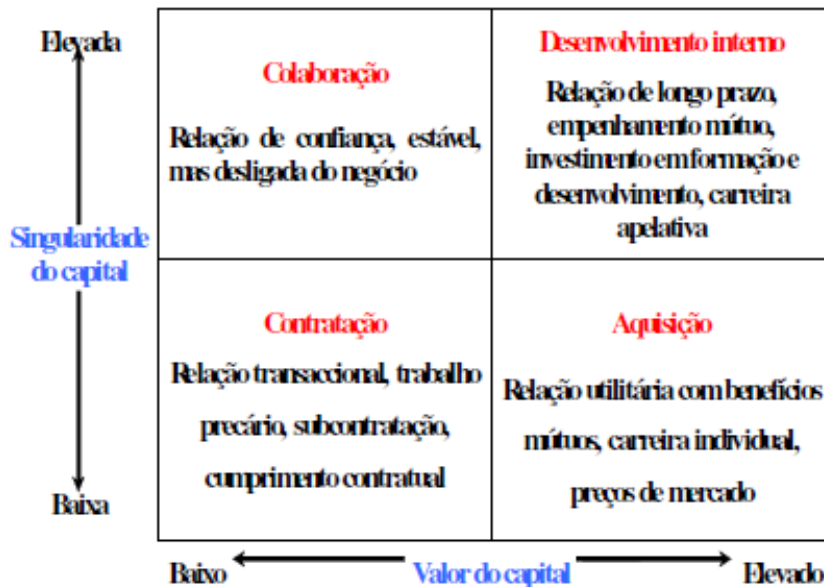 Elevada
Colaboração
Relação de confiança, estável,
mas desligada do negócio
Desenvolvimento interno
Relação de longo prazo,
empenhamento mútuo,
investimento em formação e
desenvolvimento, carreira
apelativa
Singularidade
do capital
Contratação
Relação transaccional, trabalho
precário, subcontratação,
cumprimento contratual
Aquisição
Relação utilitária com benefícios
mútuos, carreira individual,
preços de mercado
Baixa
Baixo
Valor do capital
Elevado